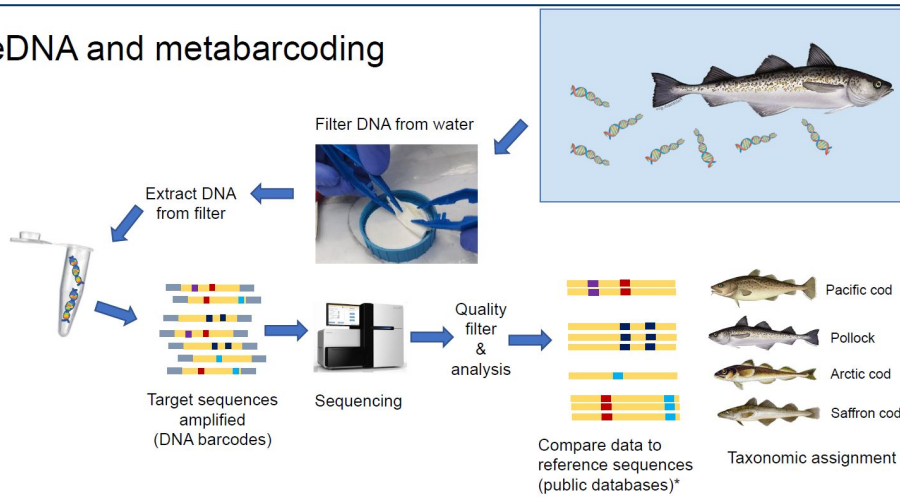 eDNA and metabarcoding
Filter DNA from water
Extract DNA
from filter
Target sequences
amplified
(DNA barcodes)
Sequencing
Quality
filter
&
analysis
Compare data to
reference sequences
(public databases)*
Pacific cod
Pollock
Arctic cod
Saffron cod
Taxonomic assignment